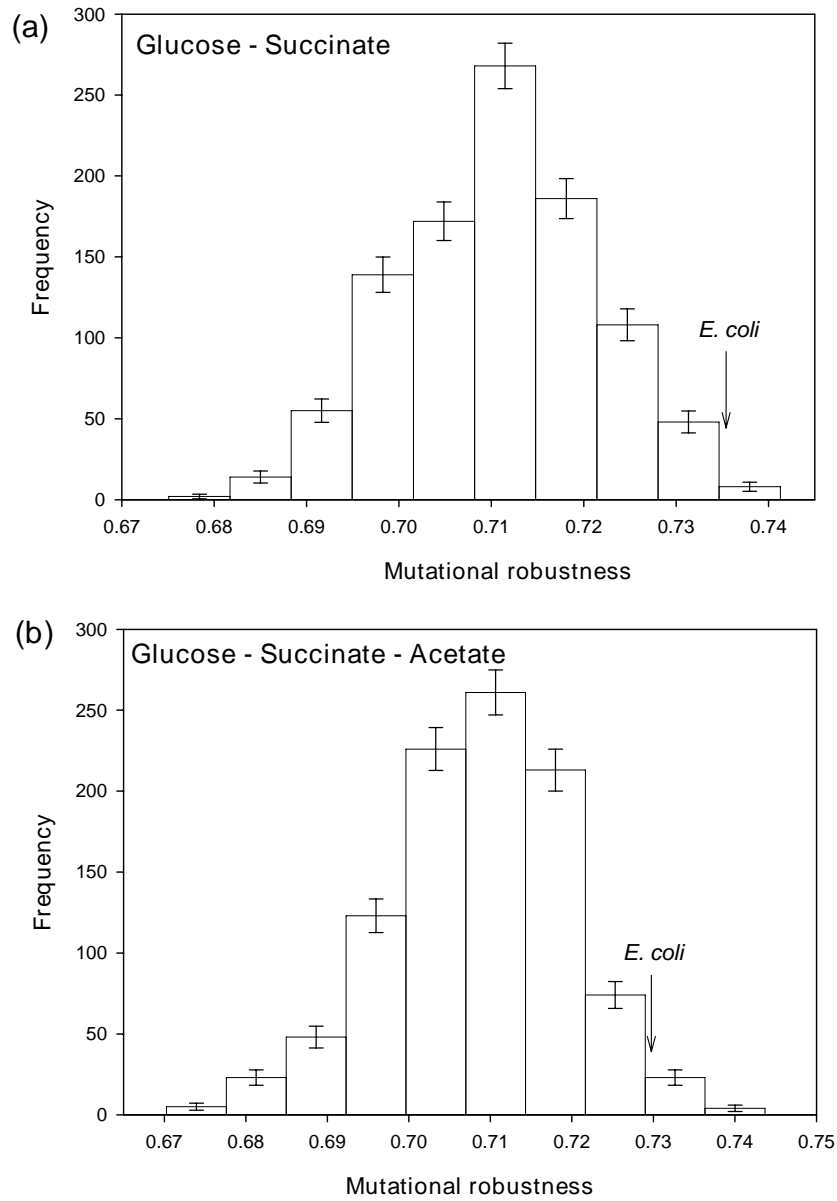 (a)
Glucose - Succinate
300
250
200
150
100
50
0
Frequency
E. coli
0.67 0.68 0.69 0.70 0.71 0.72 0.73 0.74
Mutational robustness
(b)
Glucose - Succinate - Acetate
300
250
200
150
100
50
0
Frequency
E. coli
0.67 0.68 0.69 0.70 0.71 0.72 0.73 0.74 0.75
Mutational robustness